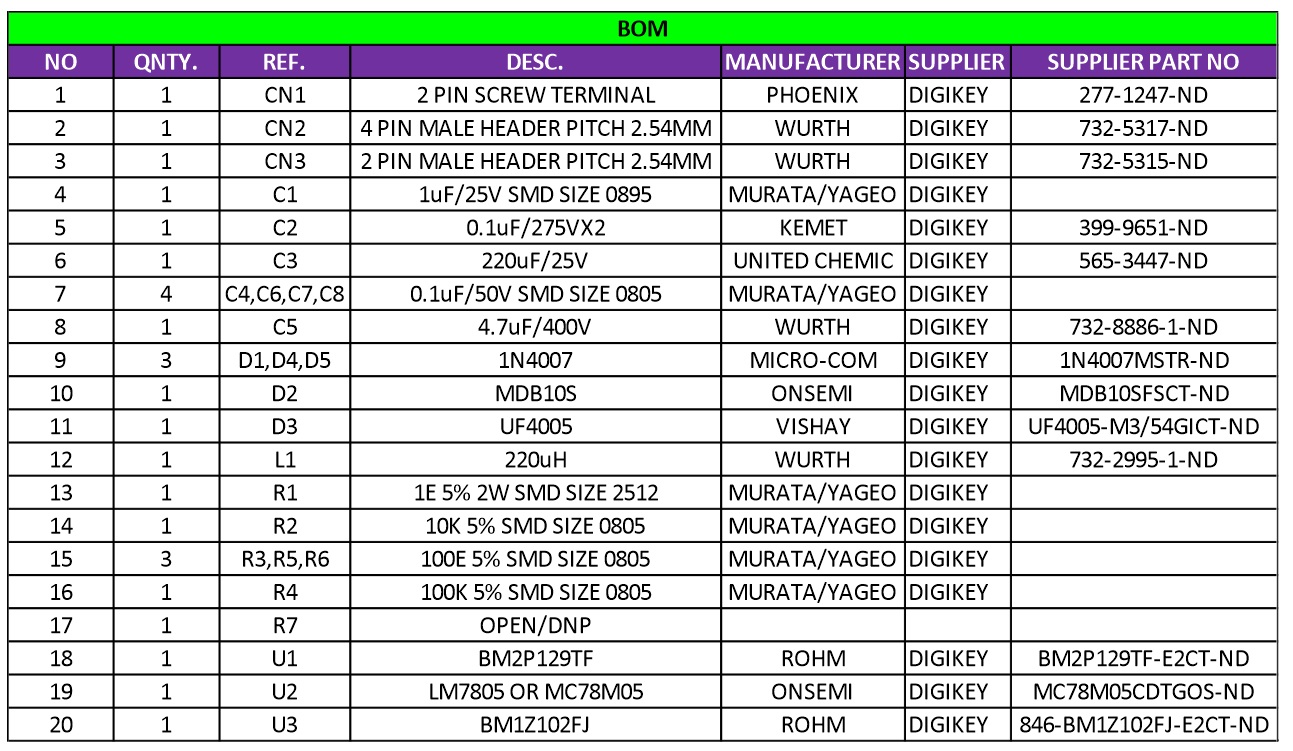 BOM
NO QNTY. REF. DESC. MANUFACTURER SUPPLIER SUPPLIER PART NO
1 1 CN1 2 PIN SCREW TERMINAL PHOENIX DIGIKEY 277-1247-ND
2 1 CN2 4 PIN MALE HEADER PITCH 2.54MM WURTH DIGIKEY 732-5317-ND
3 1 CN3 2 PIN MALE HEADER PITCH 2.54MM WURTH DIGIKEY 732-5315-ND
4 1 C1 1uF/25V SMD SIZE 0895 MURATA/YAGEO DIGIKEY
5 1 C2 0.1uF/275VX2 KEMET DIGIKEY 399-9651-ND
6 1 C3 220uF/25V UNITED CHEMIC DIGIKEY 565-3447-ND
7 4 C4,C6,C7,C8 0.1uF/50V SMD SIZE 0805 MURATA/YAGEO DIGIKEY
8 1 C5 4.7uF/400V WURTH DIGIKEY 732-8886-1-ND
9 3 D1,D4,D5 1N4007 MICRO-COM DIGIKEY 1N4007MSTR-ND
10 1 D2 MDB10S ONSEMI DIGIKEY MDB10SFSCT-ND
11 1 D3 UF4005 VISHAY DIGIKEY UF4005-M3/54GICT-ND
12 1 L1 220uH WURTH DIGIKEY 732-2995-1-ND
13 1 R1 1E 5% 2W SMD SIZE 2512 MURATA/YAGEO DIGIKEY
14 1 R2 10K 5% SMD SIZE 0805 MURATA/YAGEO DIGIKEY
15 3 R3,R5,R6 100E 5% SMD SIZE 0805 MURATA/YAGEO DIGIKEY
16 1 R4 100K 5% SMD SIZE 0805 MURATA/YAGEO DIGIKEY
17 1 R7 OPEN/DNP
18 1 U1 BM2P129TF ROHM DIGIKEY BM2P129TF-E2CT-ND
19 1 U2 LM7805 OR MC78M05 ONSEMI DIGIKEY MC78M05CDTGOS-ND
20 1 U3 BM1Z102FJ ROHM DIGIKEY 846-BM1Z102FJ-E2CT-ND